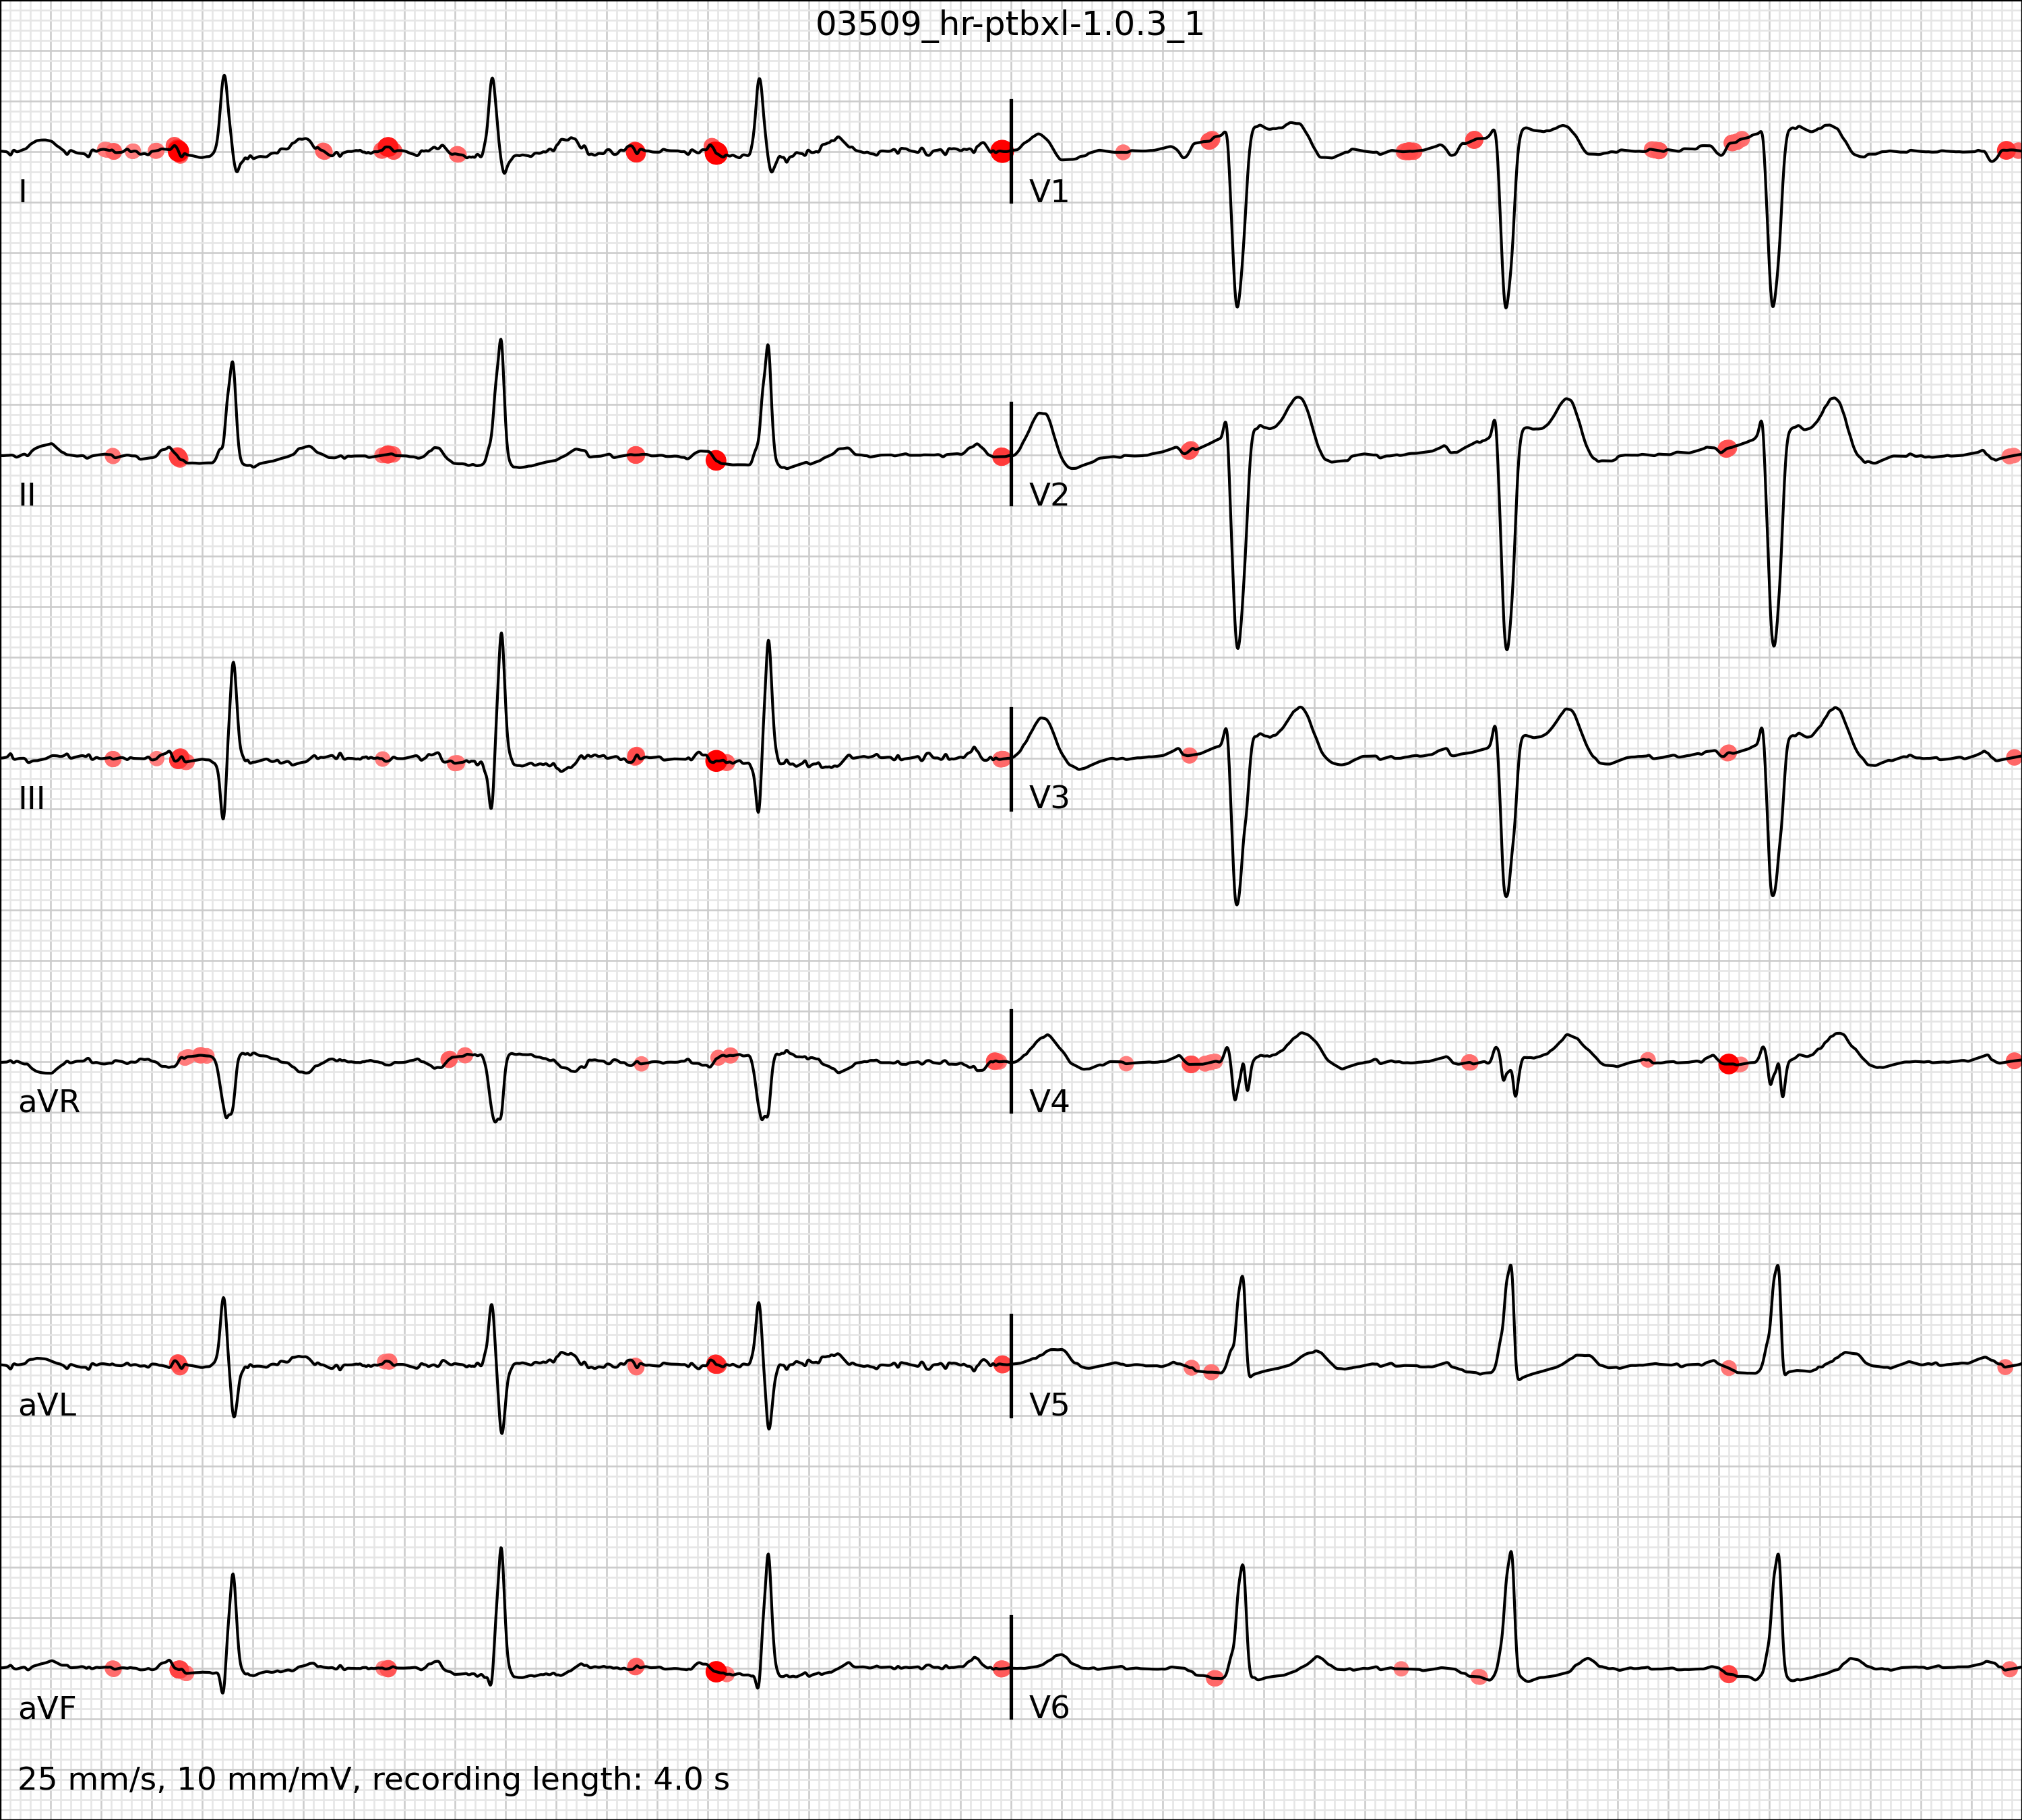 03509_hr-ptbxl-1.0.3_1
I
V1
II
V2
III
V3
aVR
V4
aVL
V5
aVF
V6
25 mm/s, 10 mm/mV, recording length: 4.0 s